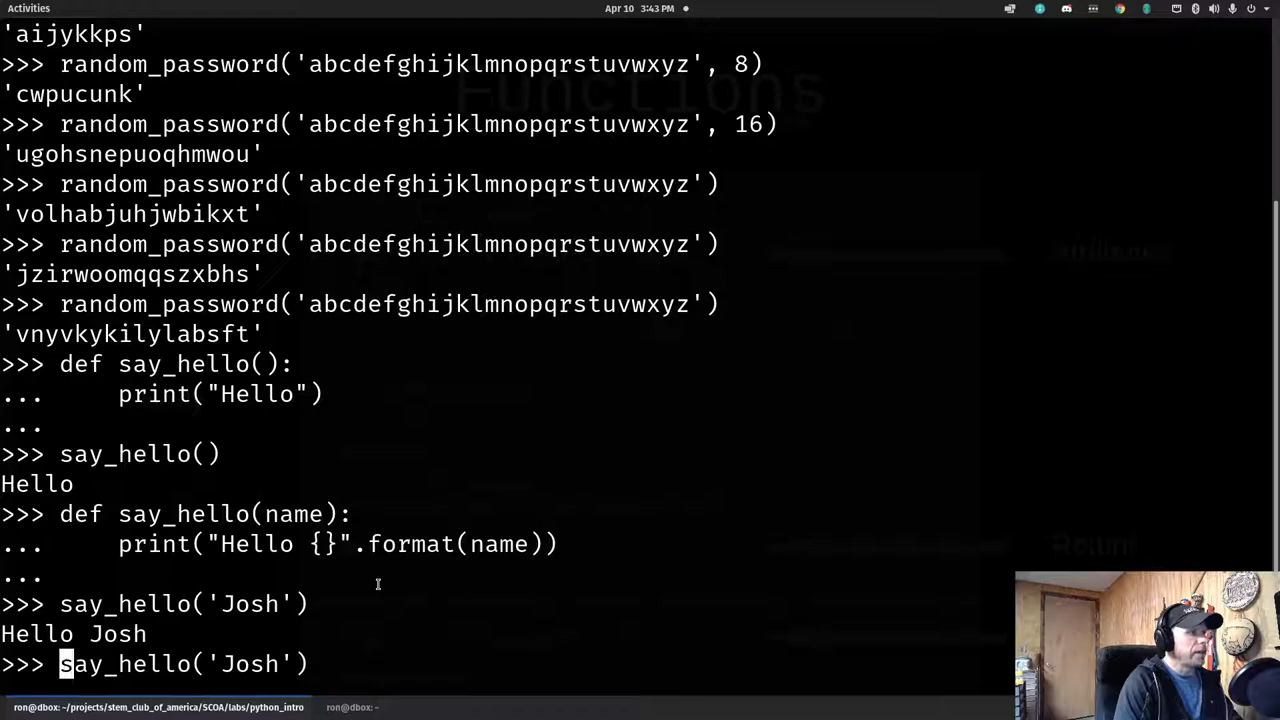 Activities
Apr 10 3:43 PM
'aijykkps'
>>> random_password('abcdefghijklmnopqrstuvwxyz', 8)
'cwpucunk'
>>> random_password('abcdefghijklmnopqrstuvwxyz', 16)
'ugohsnepuoqhmwou'
>>> random_password('abcdefghijklmnopqrstuvwxyz')
'volhabjuhjwbikxt'
>>> random_password('abcdefghijklmnopqrstuvwxyz')
'jzirwoomqqszxbhs'
>>> random_password('abcdefghijklmnopqrstuvwxyz')
'vnyvkykilylabsft'
>>> def say_hello():
...     print("Hello")
...
>>> say_hello()
Hello
>>> def say_hello(name):
...     print("Hello {}".format(name))
...
>>> say_hello('Josh')
Hello Josh
>>> say_hello('Josh')
Functions
Return
ron@dbox: ~/projects/stem_club_of_america/SCOA/labs/python_intro
ron@dbox: ~